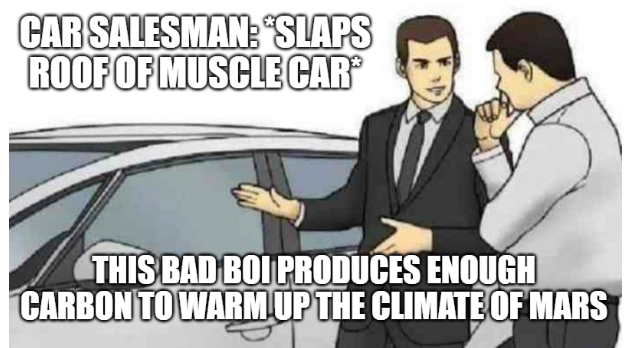 CAR SALESMAN: *SLAPS
ROOF OF MUSCLE CAR*
THIS BAD BOI PRODUCES ENOUGH
CARBON TO WARM UP THE CLIMATE OF MARS